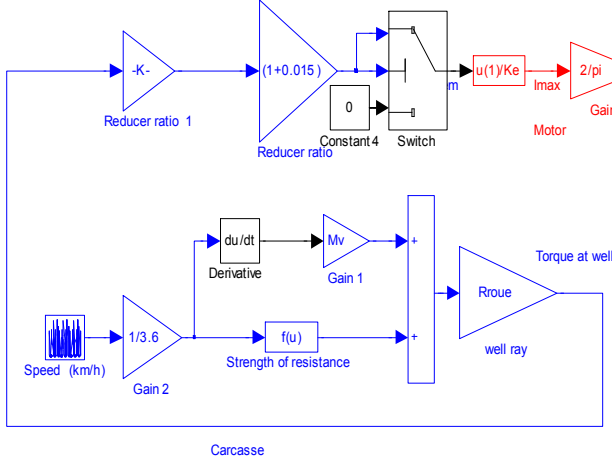 -K-
Reducer ratio 1
(1+0.015)
Reducer ratio
0
Constant 4
Switch
em
u(1)/Ke
Imax
Motor
2/pi
Gain
du/dt
Derivative
Mv
Gain 1
+
+
Rroue
well ray
Torque at well
Speed (km/h)
1/3.6
Gain 2
f(u)
Strength of resistance
Carcasse